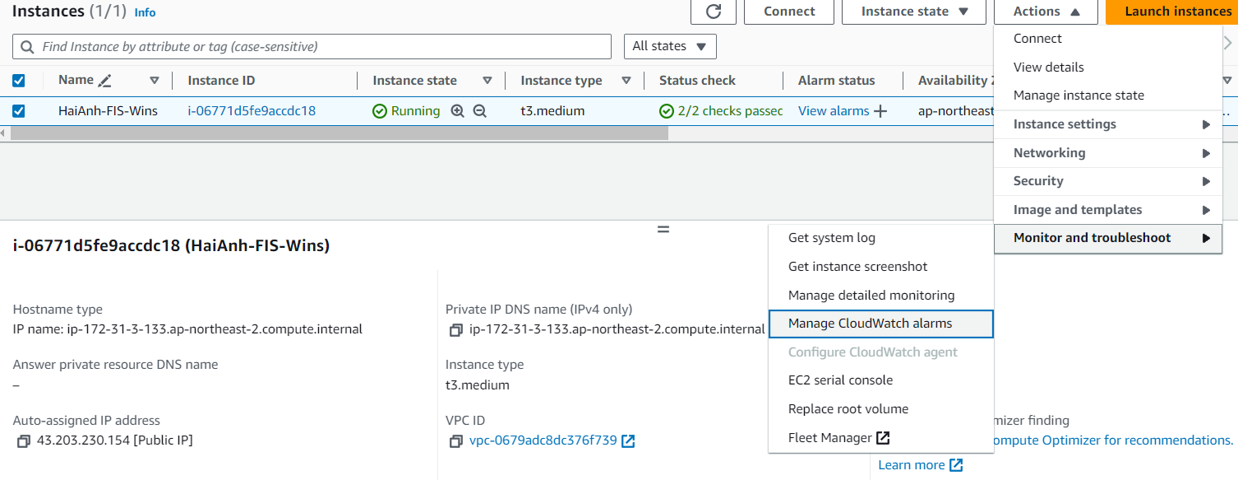 Instances (1/1) Info
Connect
Instance state
Actions
Launch instances
Find Instance by attribute or tag (case-sensitive)
All states
Name
Instance ID
Instance state
Instance type
Status check
Alarm status
Availability Z
HaiAnh-FIS-Wins
i-06771d5fe9accdc18
Running
t3.medium
2/2 checks passec
View alarms
ap-northeast
Connect
View details
Manage instance state
Instance settings
Networking
Security
Image and templates
Monitor and troubleshoot
Get system log
Get instance screenshot
Manage detailed monitoring
Manage CloudWatch alarms
Configure CloudWatch agent
EC2 serial console
Replace root volume
Fleet Manager
i-06771d5fe9accdc18 (HaiAnh-FIS-Wins)
Hostname type
IP name: ip-172-31-3-133.ap-northeast-2.compute.internal
Private IP DNS name (IPv4 only)
ip-172-31-3-133.ap-northeast-2.compute.internal
Answer private resource DNS name
–
Instance type
t3.medium
Auto-assigned IP address
43.203.230.154 [Public IP]
VPC ID
vpc-0679adc8dc376f739
mizer finding
ompute Optimizer for recommendations.
Learn more